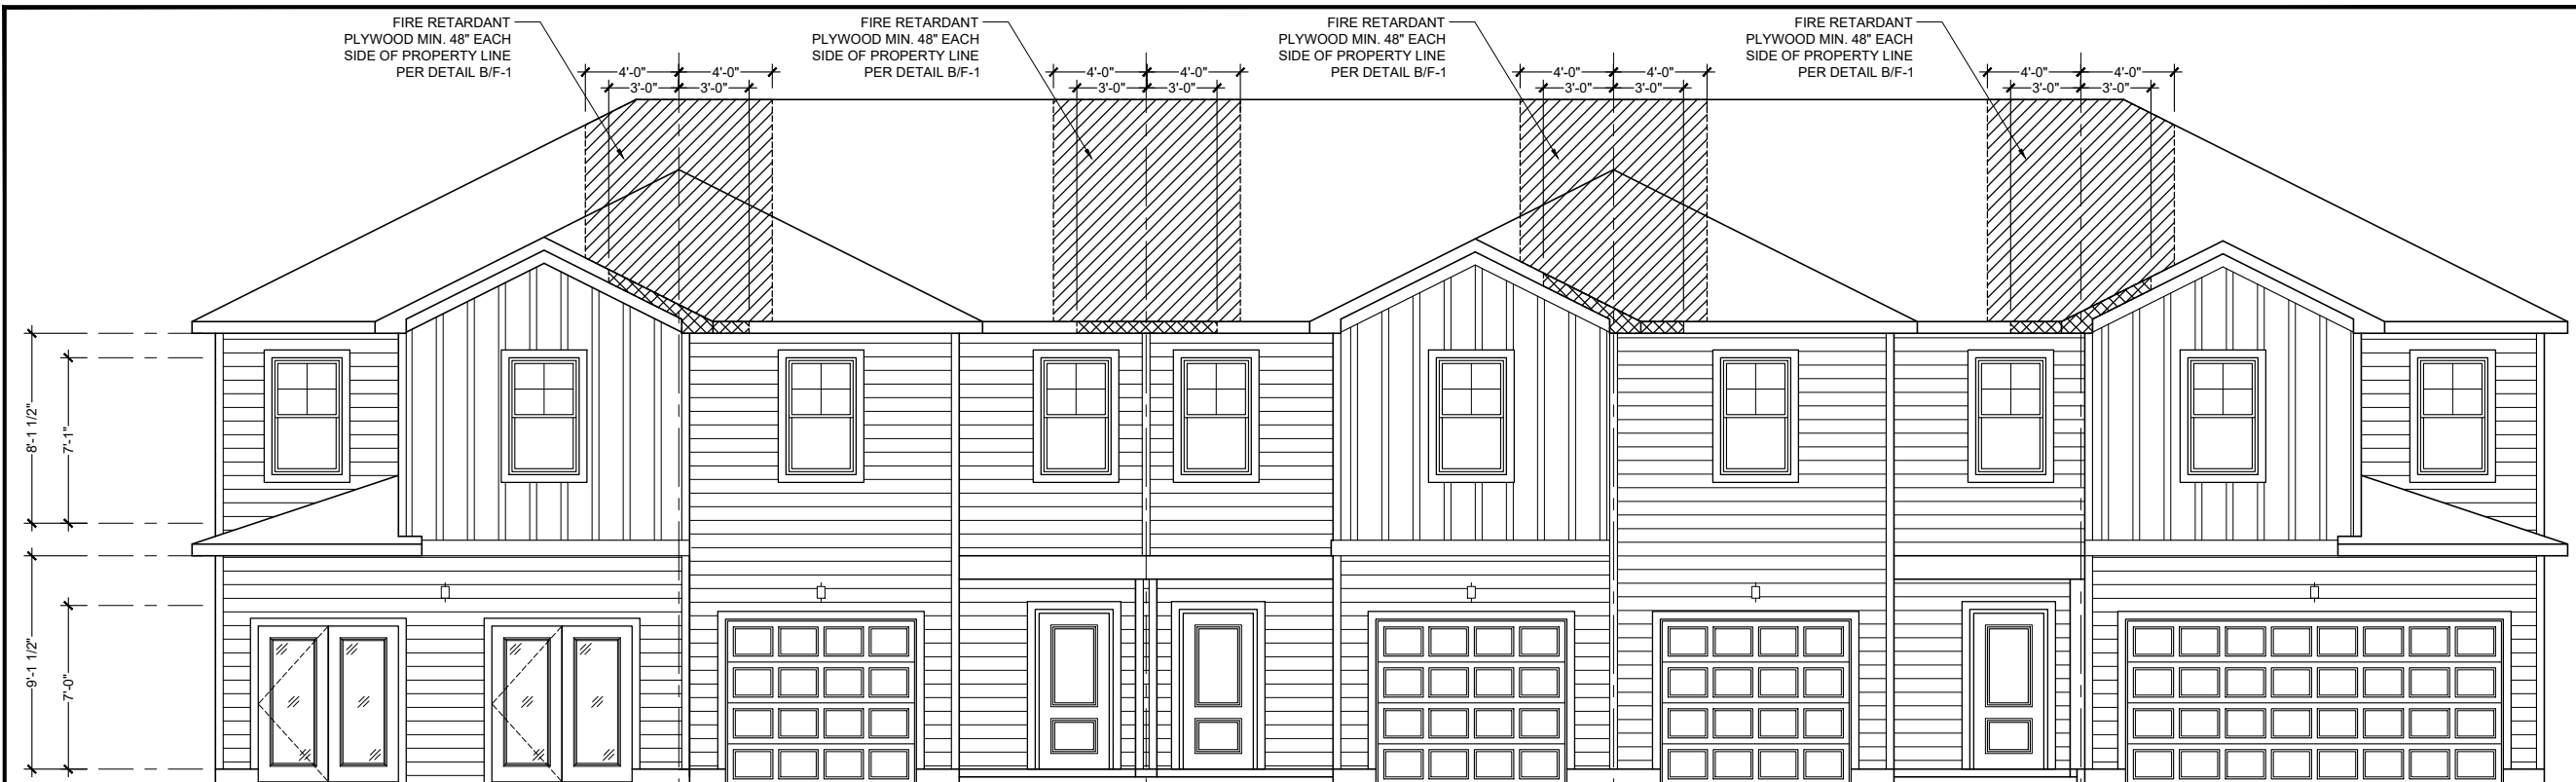 FIRE RETARDANT
PLYWOOD MIN. 48" EACH
SIDE OF PROPERTY LINE
PER DETAIL B/F-1
FIRE RETARDANT
PLYWOOD MIN. 48" EACH
SIDE OF PROPERTY LINE
PER DETAIL B/F-1
FIRE RETARDANT
PLYWOOD MIN. 48" EACH
SIDE OF PROPERTY LINE
PER DETAIL B/F-1
FIRE RETARDANT
PLYWOOD MIN. 48" EACH
SIDE OF PROPERTY LINE
PER DETAIL B/F-1
4'-0" 4'-0"
3'-0" 3'-0"
4'-0" 4'-0"
3'-0" 3'-0"
4'-0" 4'-0"
3'-0" 3'-0"
4'-0" 4'-0"
3'-0" 3'-0"
8'-1 1/2"
7'-1"
9'-1 1/2"
7'-0"